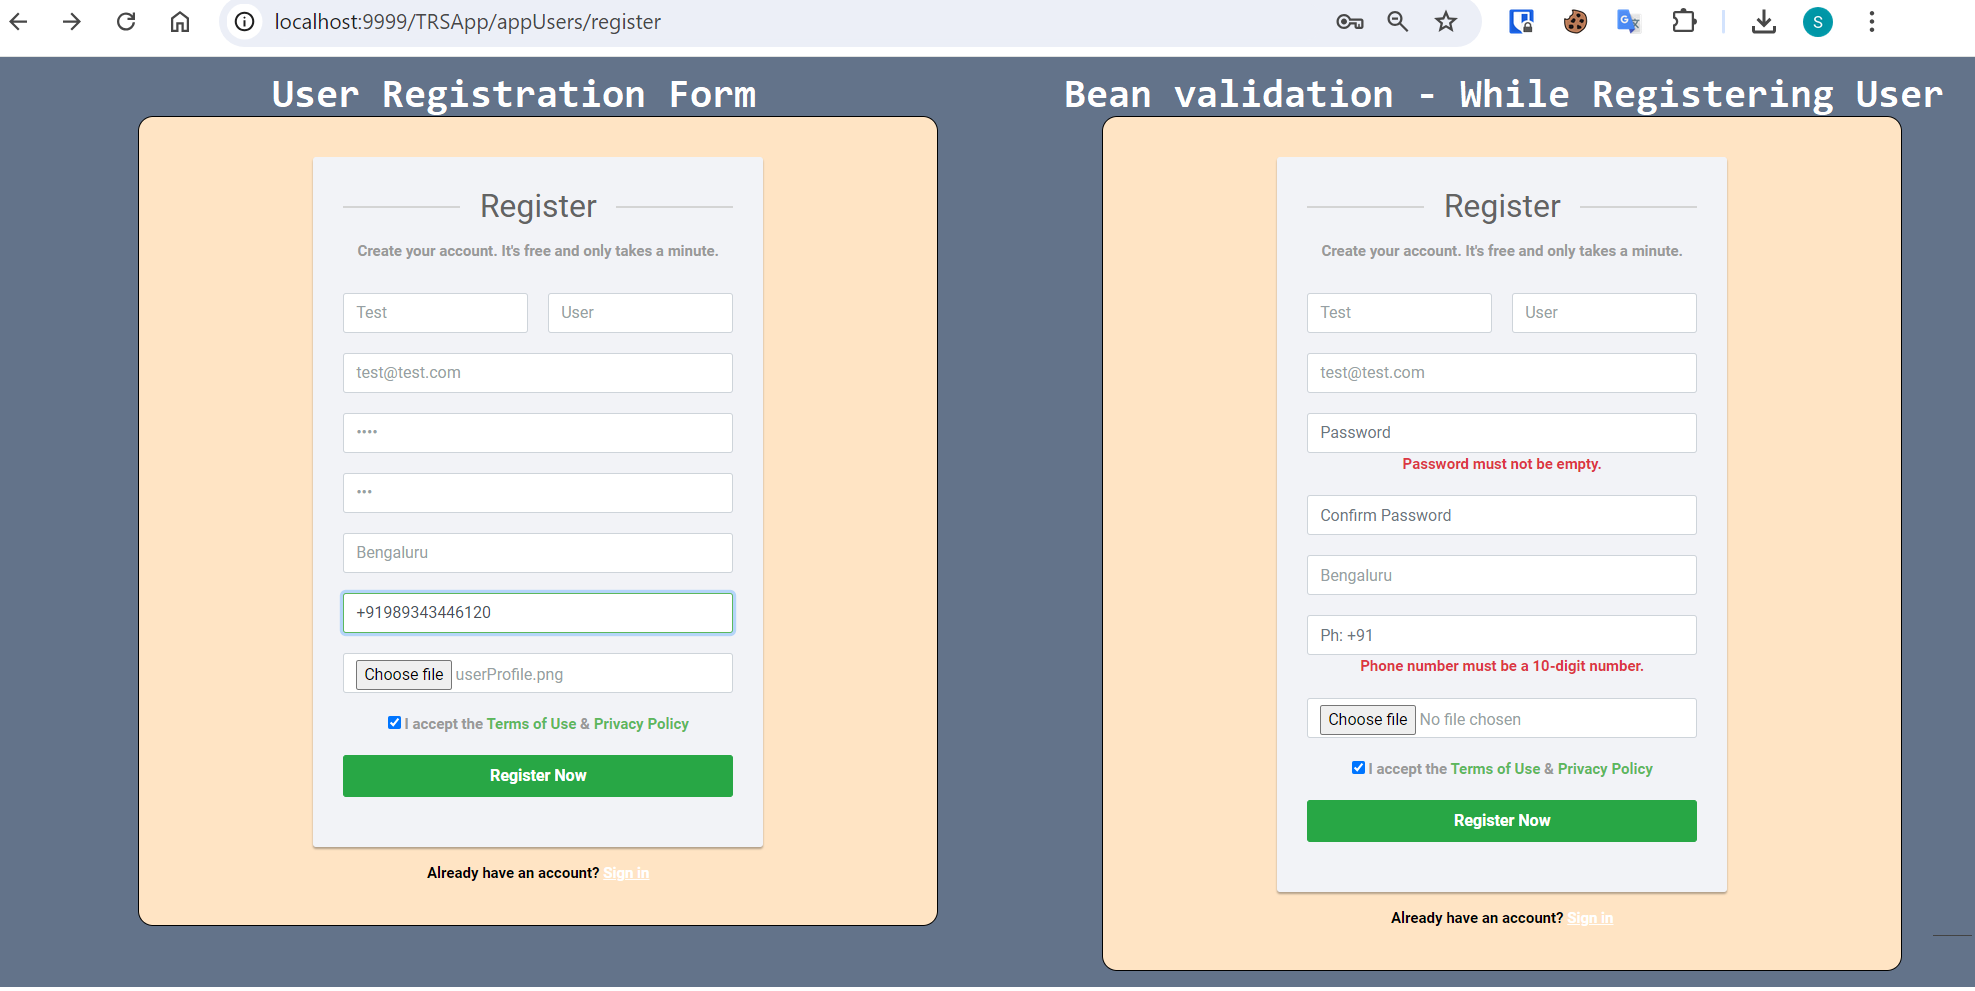 localhost:9999/TRSApp/appUsers/register
S
User Registration Form
Register
Create your account. It's free and only takes a minute.
Test User
test@test.com
••••
•••
Bengaluru
+91989343446120
Choose file userProfile.png
I accept the Terms of Use & Privacy Policy
Register Now
Already have an account? Sign in
Bean validation - While Registering User
Register
Create your account. It's free and only takes a minute.
Test User
test@test.com
Password
Password must not be empty.
Confirm Password
Bengaluru
Ph: +91
Phone number must be a 10-digit number.
Choose file No file chosen
I accept the Terms of Use & Privacy Policy
Register Now
Already have an account? Sign in